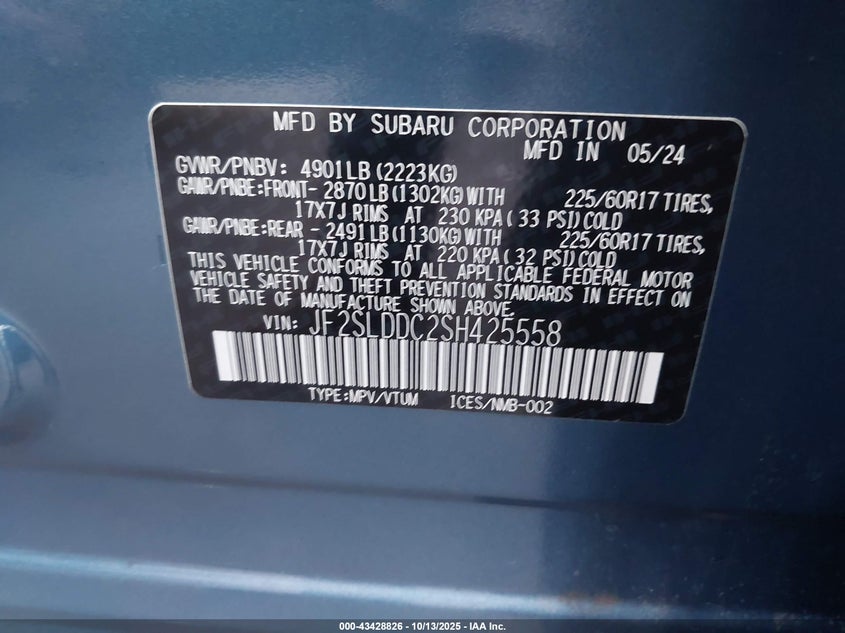 MFD BY SUBARU CORPORATION
MFD IN 05/24
GVWR/PNBV: 4901LB(2223KG)
GAWR/PNBE:FRONT- 2870LB(1302KG)WITH 225/60R17 TIRES,
17X7J RIMS AT 230 KPA( 33 PSI)COLD
GAWR/PNBE:REAR - 2491LB(1130KG)WITH 225/60R17 TIRES,
17X7J RIMS AT 220 KPA( 32 PSI)COLD
THIS VEHICLE CONFORMS TO ALL APPLICABLE FEDERAL MOTOR
VEHICLE SAFETY AND THEFT PREVENTION STANDARDS IN EFFECT ON
THE DATE OF MANUFACTURE SHOWN ABOVE.
VIN: JF2SLDDC2SH425558
TYPE:MPV/VTUM ICES/NMB-002
000-43428826 | 10/13/2025 - IAA Inc.